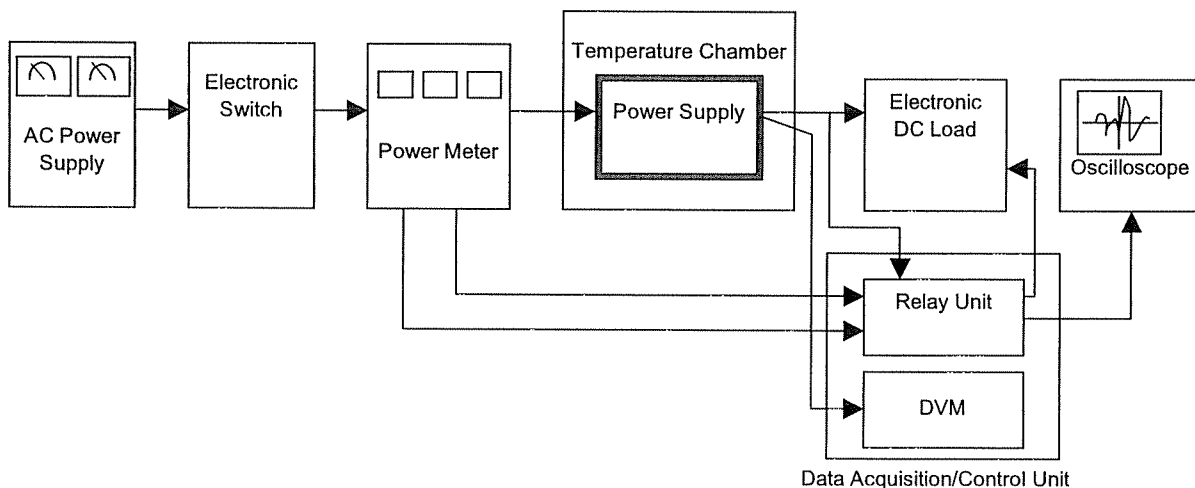 AC Power
Supply
Electronic
Switch
Power Meter
Temperature Chamber
Power Supply
Electronic
DC Load
Oscilloscope
Relay Unit
DVM
Data Acquisition/Control Unit